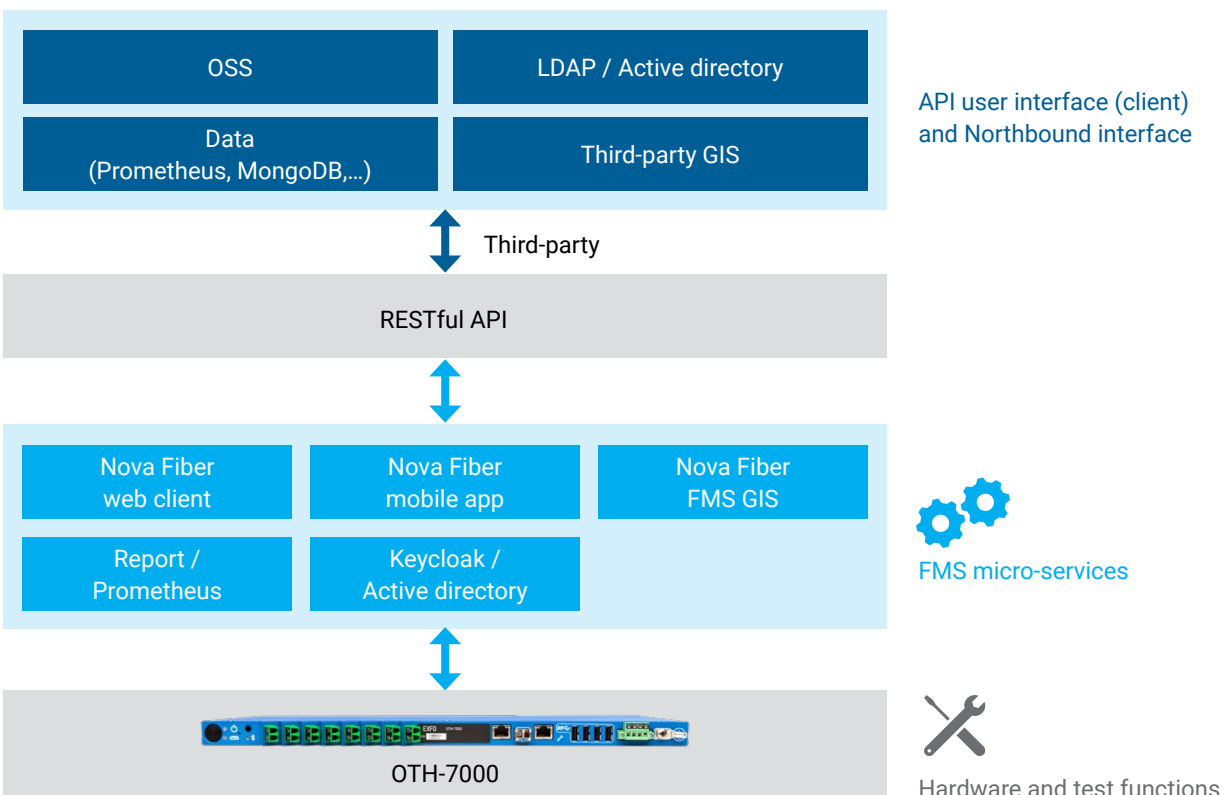 OSS
LDAP / Active directory
Data
(Prometheus, MongoDB,...)
Third-party GIS
API user interface (client)
and Northbound interface
Third-party
RESTful API
Nova Fiber
web client
Nova Fiber
mobile app
Nova Fiber
FMS GIS
Report /
Prometheus
Keycloak /
Active directory
FMS micro-services
EXFO OTH-7000
OTH-7000
Hardware and test functions